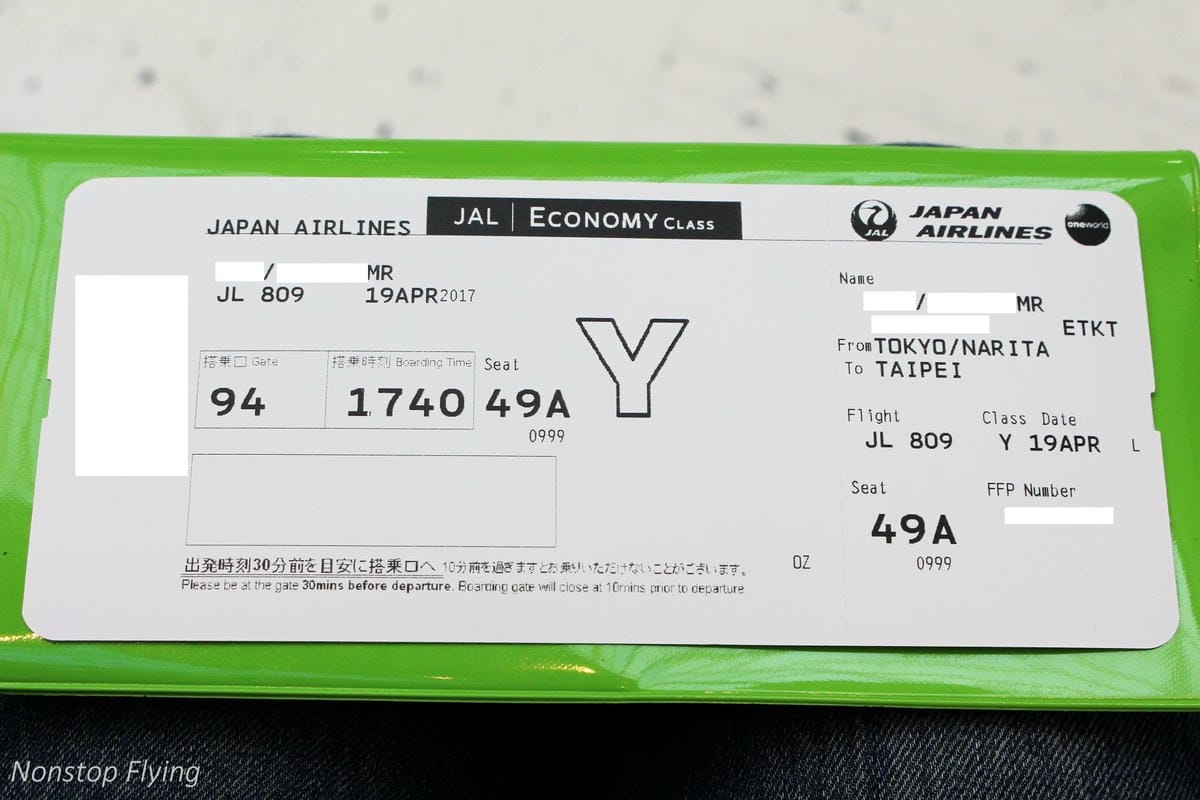 JAPAN AIRLINES
JAL | ECONOMY CLASS
/ MR
JL 809 19APR2017
搭乗口 Gate 搭乗時刻 Boarding Time Seat
94 1740 49A
0999
Y
出発時刻30分前を目安に搭乗口へ 10分前を過ぎますとお乗りいただけないことがございます。
Please be at the gate 30mins before departure. Boarding gate will close at 10mins prior to departure.
OZ
JAL JAPAN AIRLINES oneworld
Name
/ MR
ETKT
From TOKYO/NARITA
To TAIPEI
Flight Class Date
JL 809 Y 19APR L
Seat FFP Number
49A
0999
Nonstop Flying